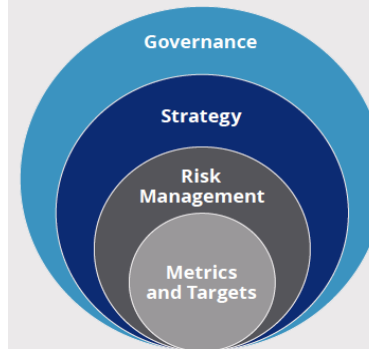 Governance
Strategy
Risk
Management
Metrics
and Targets